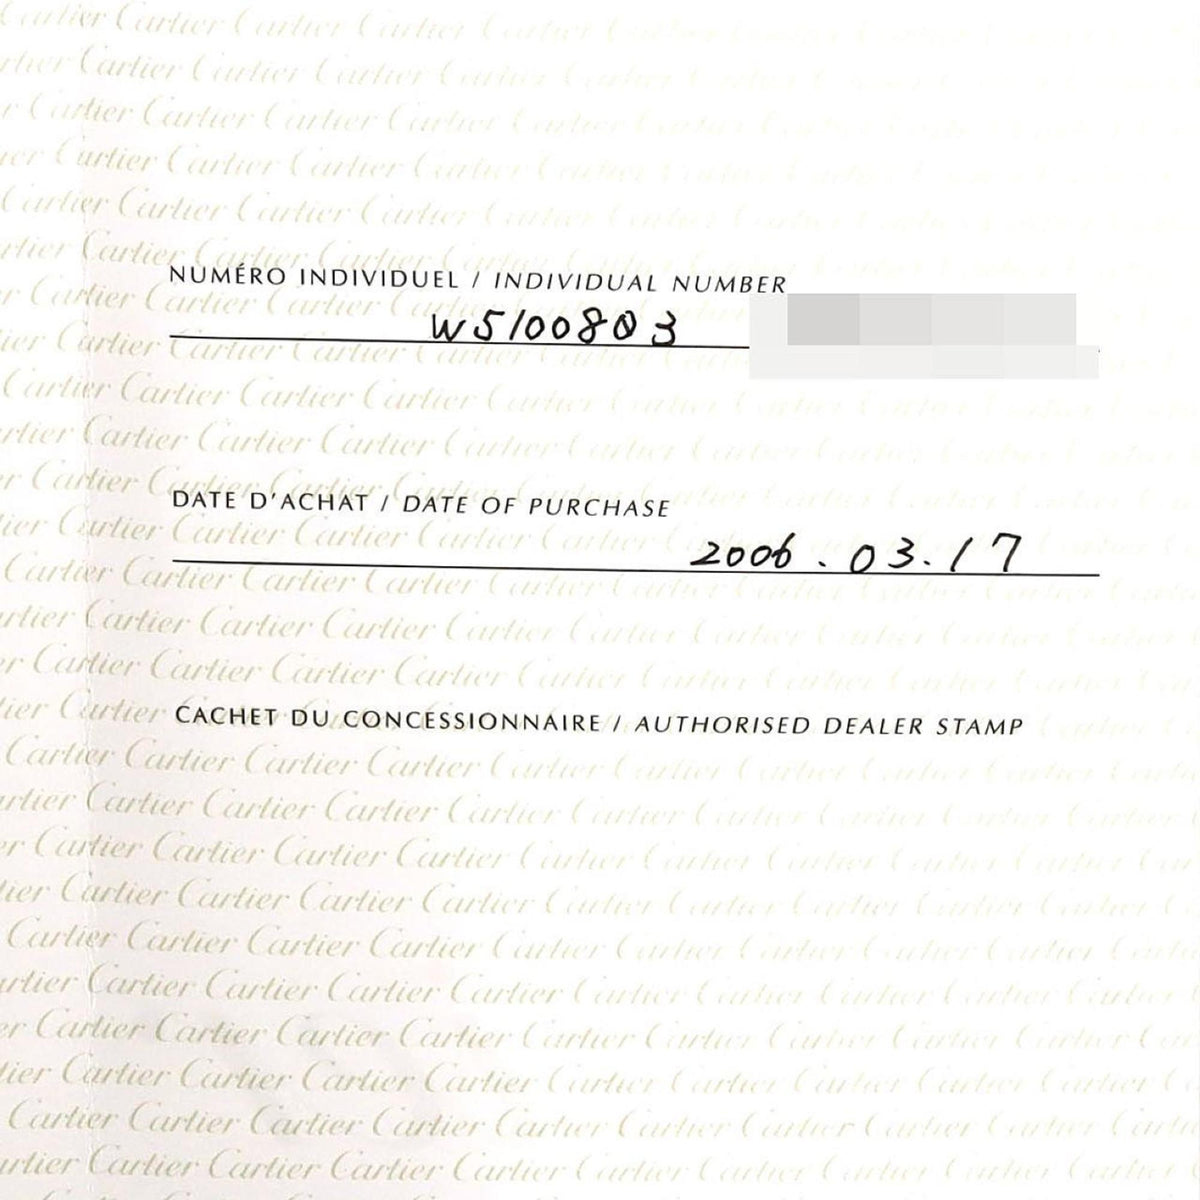 NUMÉRO INDIVIDUEL / INDIVIDUAL NUMBER
W5100803
DATE D'ACHAT / DATE OF PURCHASE
2006.03.17
CACHET DU CONCESSIONNAIRE / AUTHORISED DEALER STAMP